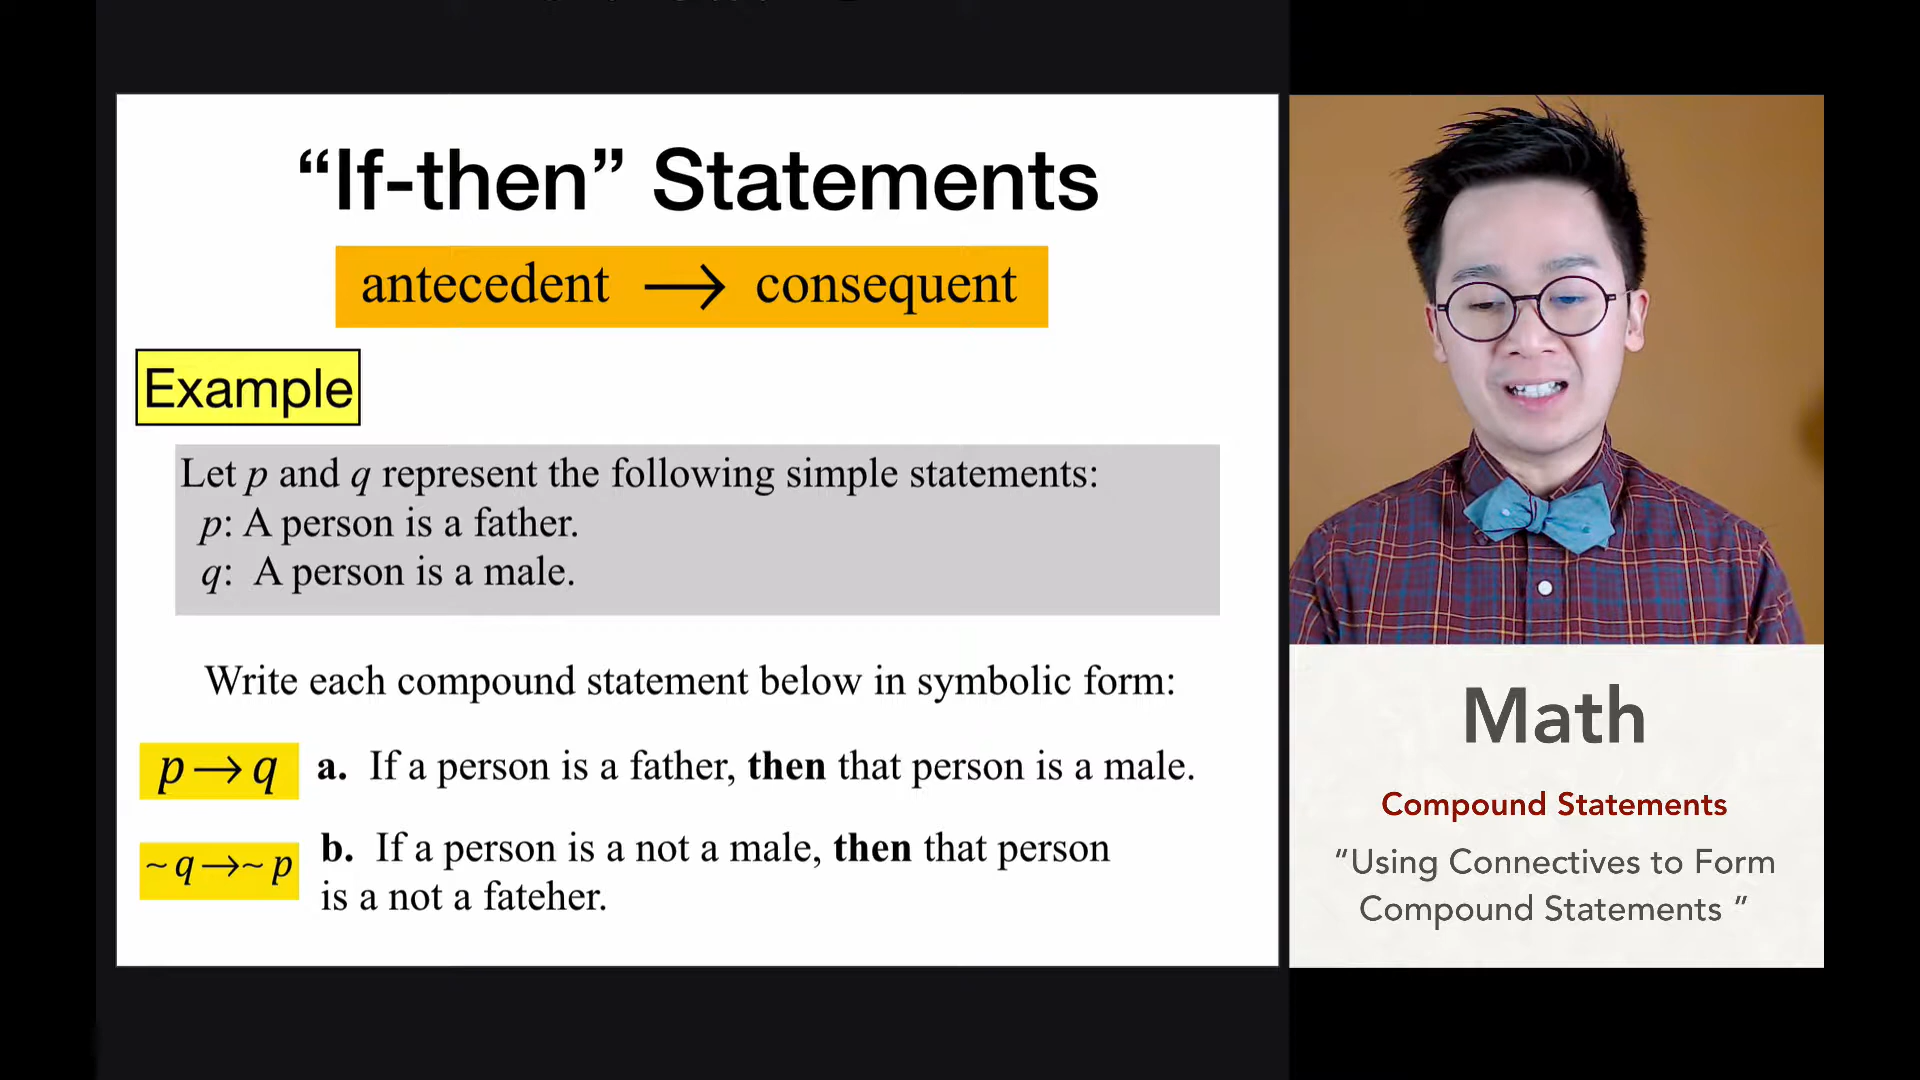 “If-then” Statements
antecedent → consequent
Example
Let p and q represent the following simple statements:
p: A person is a father.
q: A person is a male.
Write each compound statement below in symbolic form:
p→q a. If a person is a father, then that person is a male.
~q→~p b. If a person is a not a male, then that person
is a not a fateher.
Math
Compound Statements
“Using Connectives to Form
Compound Statements ”